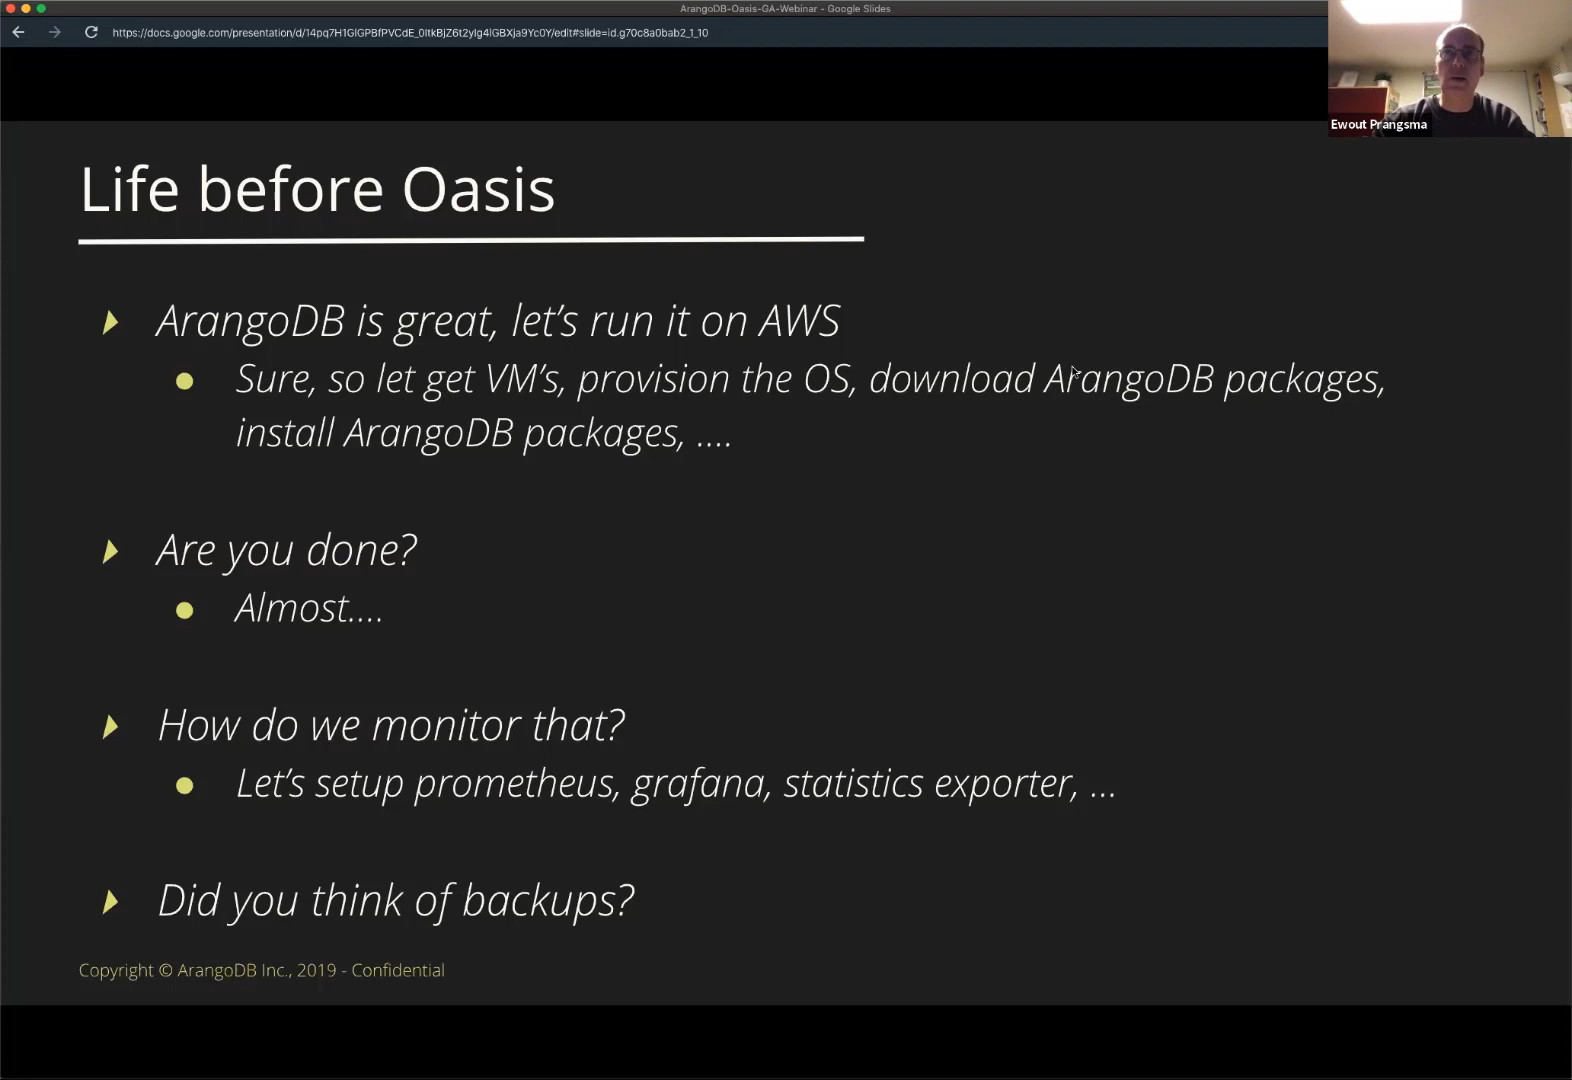 ArangoDB-Oasis-GA-Webinar - Google Slides
Ewout Prangsma
Life before Oasis
ArangoDB is great, let's run it on AWS
Sure, so let get VM's, provision the OS, download ArangoDB packages,
install ArangoDB packages, ....
Are you done?
Almost....
How do we monitor that?
Let's setup prometheus, grafana, statistics exporter, ...
Did you think of backups?
Copyright © ArangoDB Inc., 2019 - Confidential